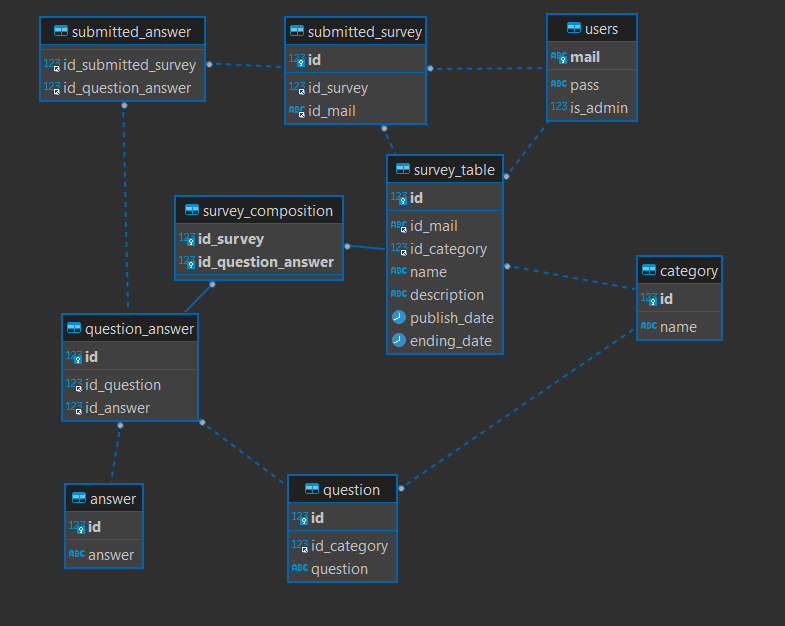 submitted_answer
123 id_submitted_survey
123 id_question_answer
submitted_survey
123 id
123 id_survey
ABC id_mail
users
ABC mail
ABC pass
123 is_admin
survey_table
123 id
ABC id_mail
123 id_category
ABC name
ABC description
publish_date
ending_date
survey_composition
123 id_survey
123 id_question_answer
category
123 id
ABC name
question_answer
123 id
123 id_question
123 id_answer
answer
123 id
ABC answer
question
123 id
123 id_category
ABC question